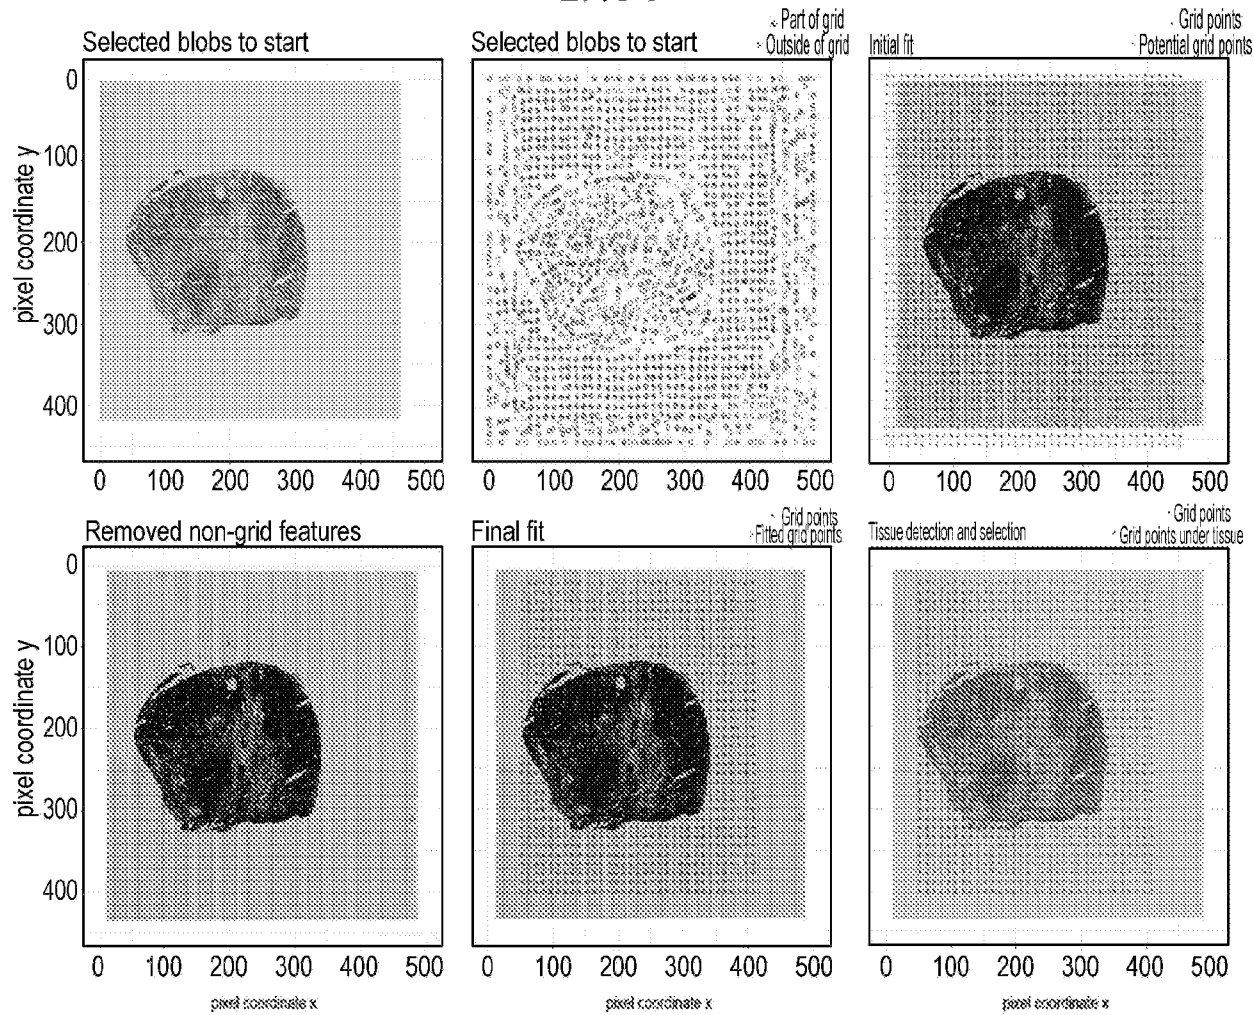 Part of grid
Outside of grid
Selected blobs to start
Selected blobs to start
Grid points
Potential grid points
Initial fit
0
100
200
300
400
pixel coordinate y
0 100 200 300 400 500
0 100 200 300 400 500
0 100 200 300 400 500
Removed non-grid features
Final fit
Grid points
Fitted grid points
Tissue detection and selection
Grid points
Grid points under tissue
0
100
200
300
400
pixel coordinate y
0 100 200 300 400 500
0 100 200 300 400 500
0 100 200 300 400 500
pixel coordinate x
pixel coordinate x
pixel coordinate x